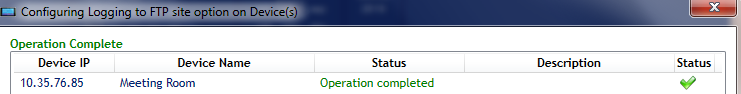 Configuring Logging to FTP site option on Device(s)
Operation Complete
Device IP Device Name Status Description Status
10.35.76.85 Meeting Room Operation completed